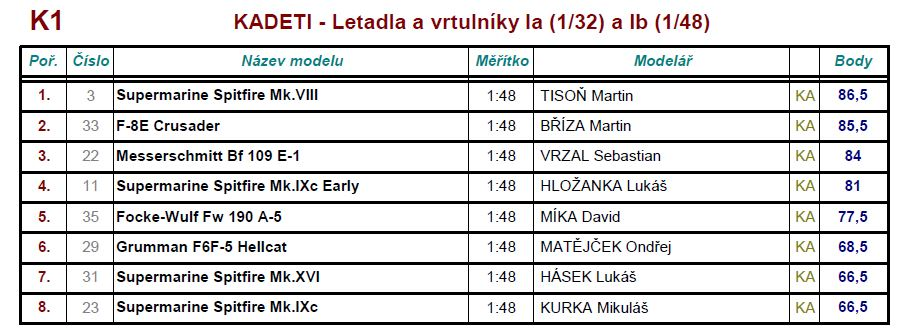 K1 KADETI - Letadla a vrtulníky Ia (1/32) a Ib (1/48)
Poř. Číslo Název modelu Měřítko Modelář Body
1. 3 Supermarine Spitfire Mk.VIII 1:48 TISOŇ Martin KA 86,5
2. 33 F-8E Crusader 1:48 BŘÍZA Martin KA 85,5
3. 22 Messerschmitt Bf 109 E-1 1:48 VRZAL Sebastian KA 84
4. 11 Supermarine Spitfire Mk.IXc Early 1:48 HLOŽANKA Lukáš KA 81
5. 35 Focke-Wulf Fw 190 A-5 1:48 MÍKA David KA 77,5
6. 29 Grumman F6F-5 Hellcat 1:48 MATĚJČEK Ondřej KA 68,5
7. 31 Supermarine Spitfire Mk.XVI 1:48 HÁSEK Lukáš KA 66,5
8. 23 Supermarine Spitfire Mk.IXc 1:48 KURKA Mikuláš KA 66,5